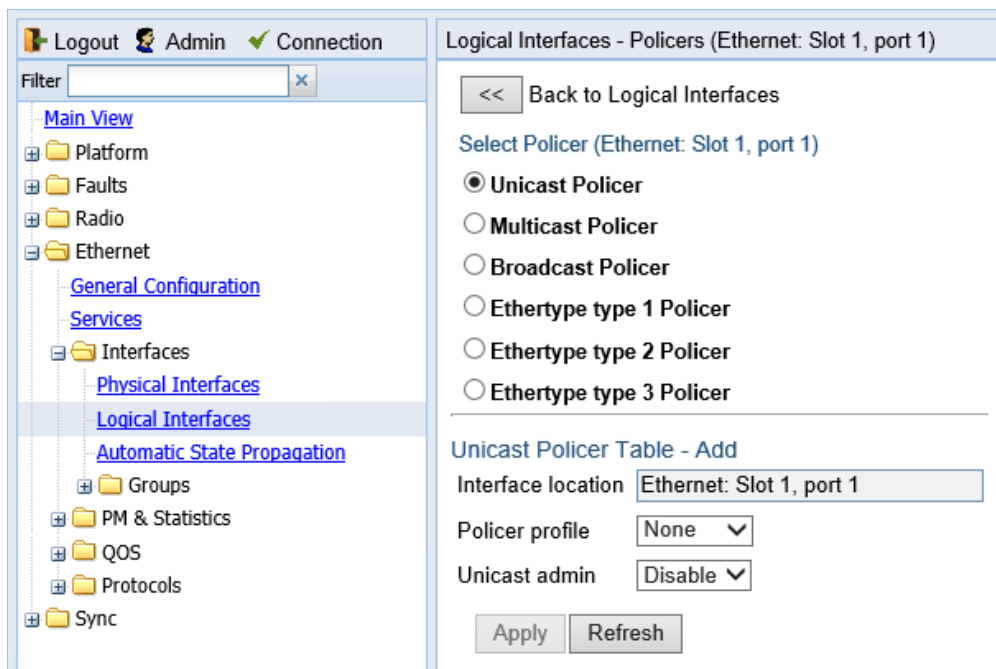 Logout Admin Connection
Filter
Main View
Platform
Faults
Radio
Ethernet
General Configuration
Services
Interfaces
Physical Interfaces
Logical Interfaces
Automatic State Propagation
Groups
PM & Statistics
QOS
Protocols
Sync
Logical Interfaces - Policers (Ethernet: Slot 1, port 1)
<< Back to Logical Interfaces
Select Policer (Ethernet: Slot 1, port 1)
Unicast Policer
Multicast Policer
Broadcast Policer
Ethertype type 1 Policer
Ethertype type 2 Policer
Ethertype type 3 Policer
Unicast Policer Table - Add
Interface location Ethernet: Slot 1, port 1
Policer profile None
Unicast admin Disable
Apply Refresh